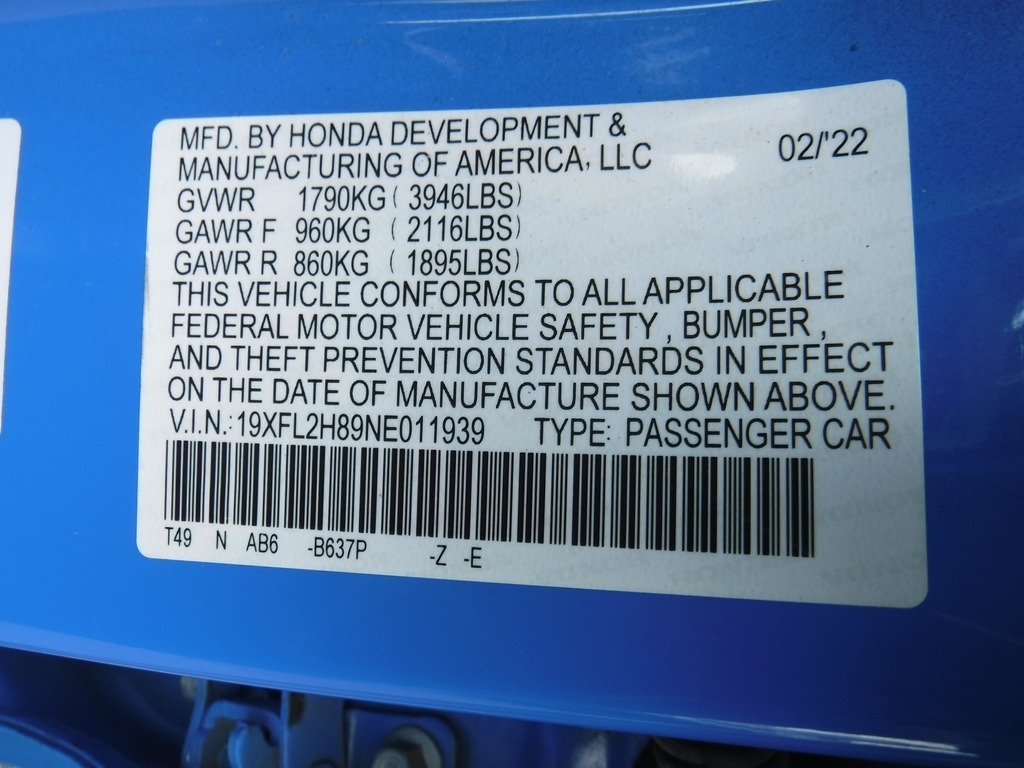 MFD. BY HONDA DEVELOPMENT &
MANUFACTURING OF AMERICA, LLC 02/'22
GVWR 1790KG ( 3946LBS)
GAWR F 960KG ( 2116LBS)
GAWR R 860KG ( 1895LBS)
THIS VEHICLE CONFORMS TO ALL APPLICABLE
FEDERAL MOTOR VEHICLE SAFETY , BUMPER ,
AND THEFT PREVENTION STANDARDS IN EFFECT
ON THE DATE OF MANUFACTURE SHOWN ABOVE.
V.I.N.: 19XFL2H89NE011939 TYPE: PASSENGER CAR
T49 N AB6 -B637P -Z -E